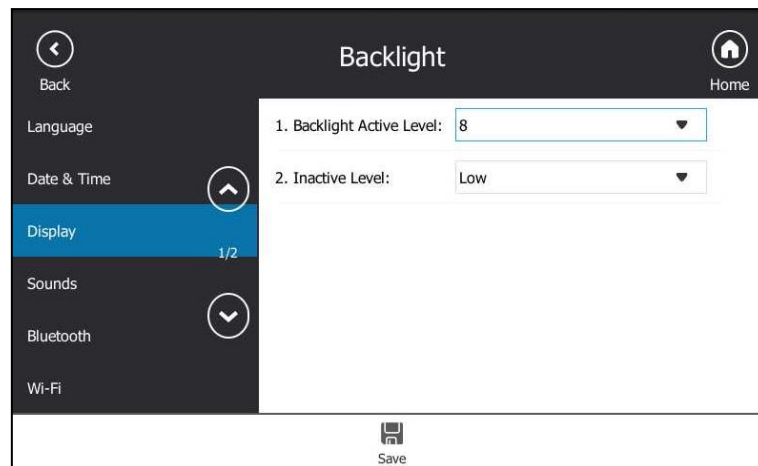 Backlight
Back
Home
Language
Date & Time
Display
1/2
Sounds
Bluetooth
Wi-Fi
1. Backlight Active Level: 8
2. Inactive Level: Low
Save